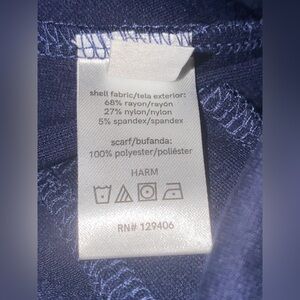 shell fabric/tela exterior:
68% rayon/rayón
27% nylon/nylon
5% spandex/spandex
scarf/bufanda:
100% polyester/poliéster
HARM
RN# 129406